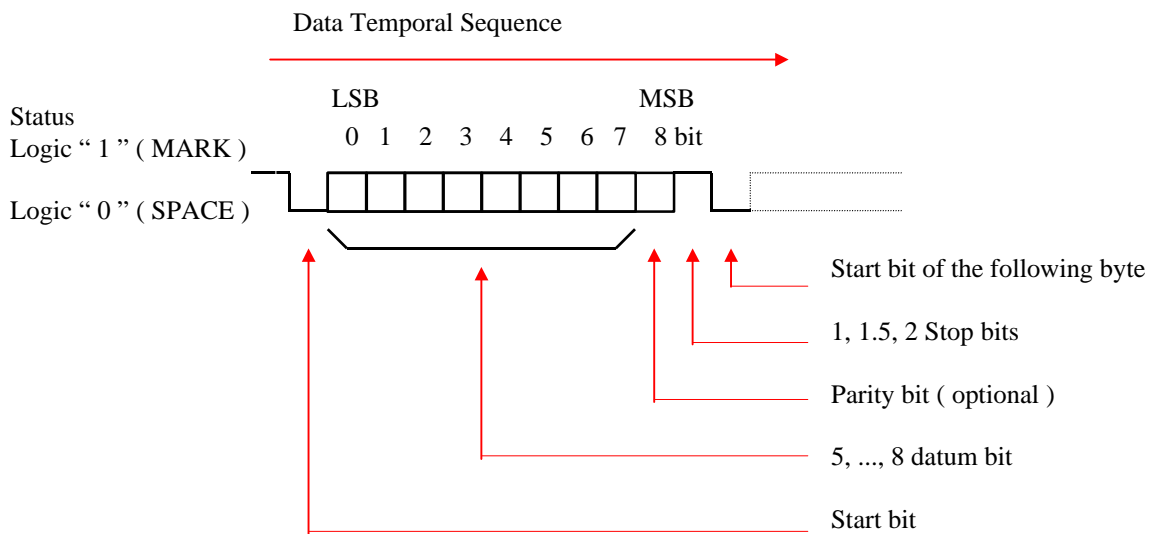 Data Temporal Sequence
LSB MSB
Status
0 1 2 3 4 5 6 7 8 bit
Logic “ 1 ” ( MARK )
Logic “ 0 ” ( SPACE )
Start bit of the following byte
1, 1.5, 2 Stop bits
Parity bit ( optional )
5, ..., 8 datum bit
Start bit